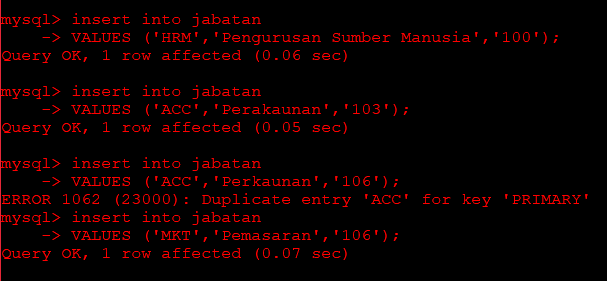 mysql> insert into jabatan
-> VALUES ('HRM','Pengurusan Sumber Manusia','100');
Query OK, 1 row affected (0.06 sec)
mysql> insert into jabatan
-> VALUES ('ACC','Perakaunan','103');
Query OK, 1 row affected (0.05 sec)
mysql> insert into jabatan
-> VALUES ('ACC','Perkaunan','106');
ERROR 1062 (23000): Duplicate entry 'ACC' for key 'PRIMARY'
mysql> insert into jabatan
-> VALUES ('MKT','Pemasaran','106');
Query OK, 1 row affected (0.07 sec)